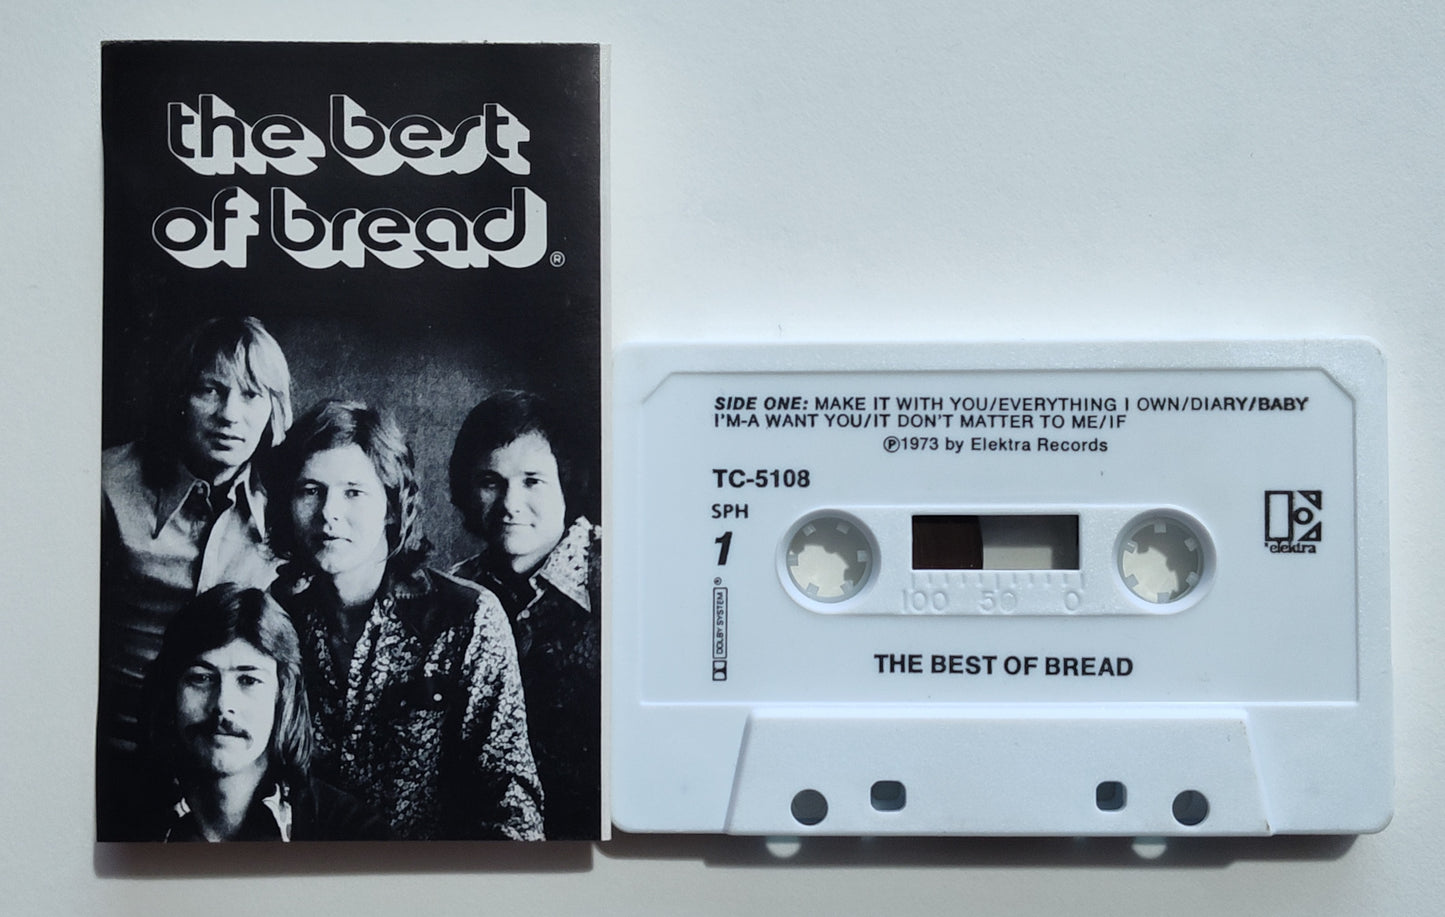 the best
of bread
®
SIDE ONE: MAKE IT WITH YOU/EVERYTHING I OWN/DIARY/BABY
I'M-A WANT YOU/IT DON'T MATTER TO ME/IF
℗1973 by Elektra Records
TC-5108
SPH
1
elektra
100 50 0
® DOLBY SYSTEM
THE BEST OF BREAD